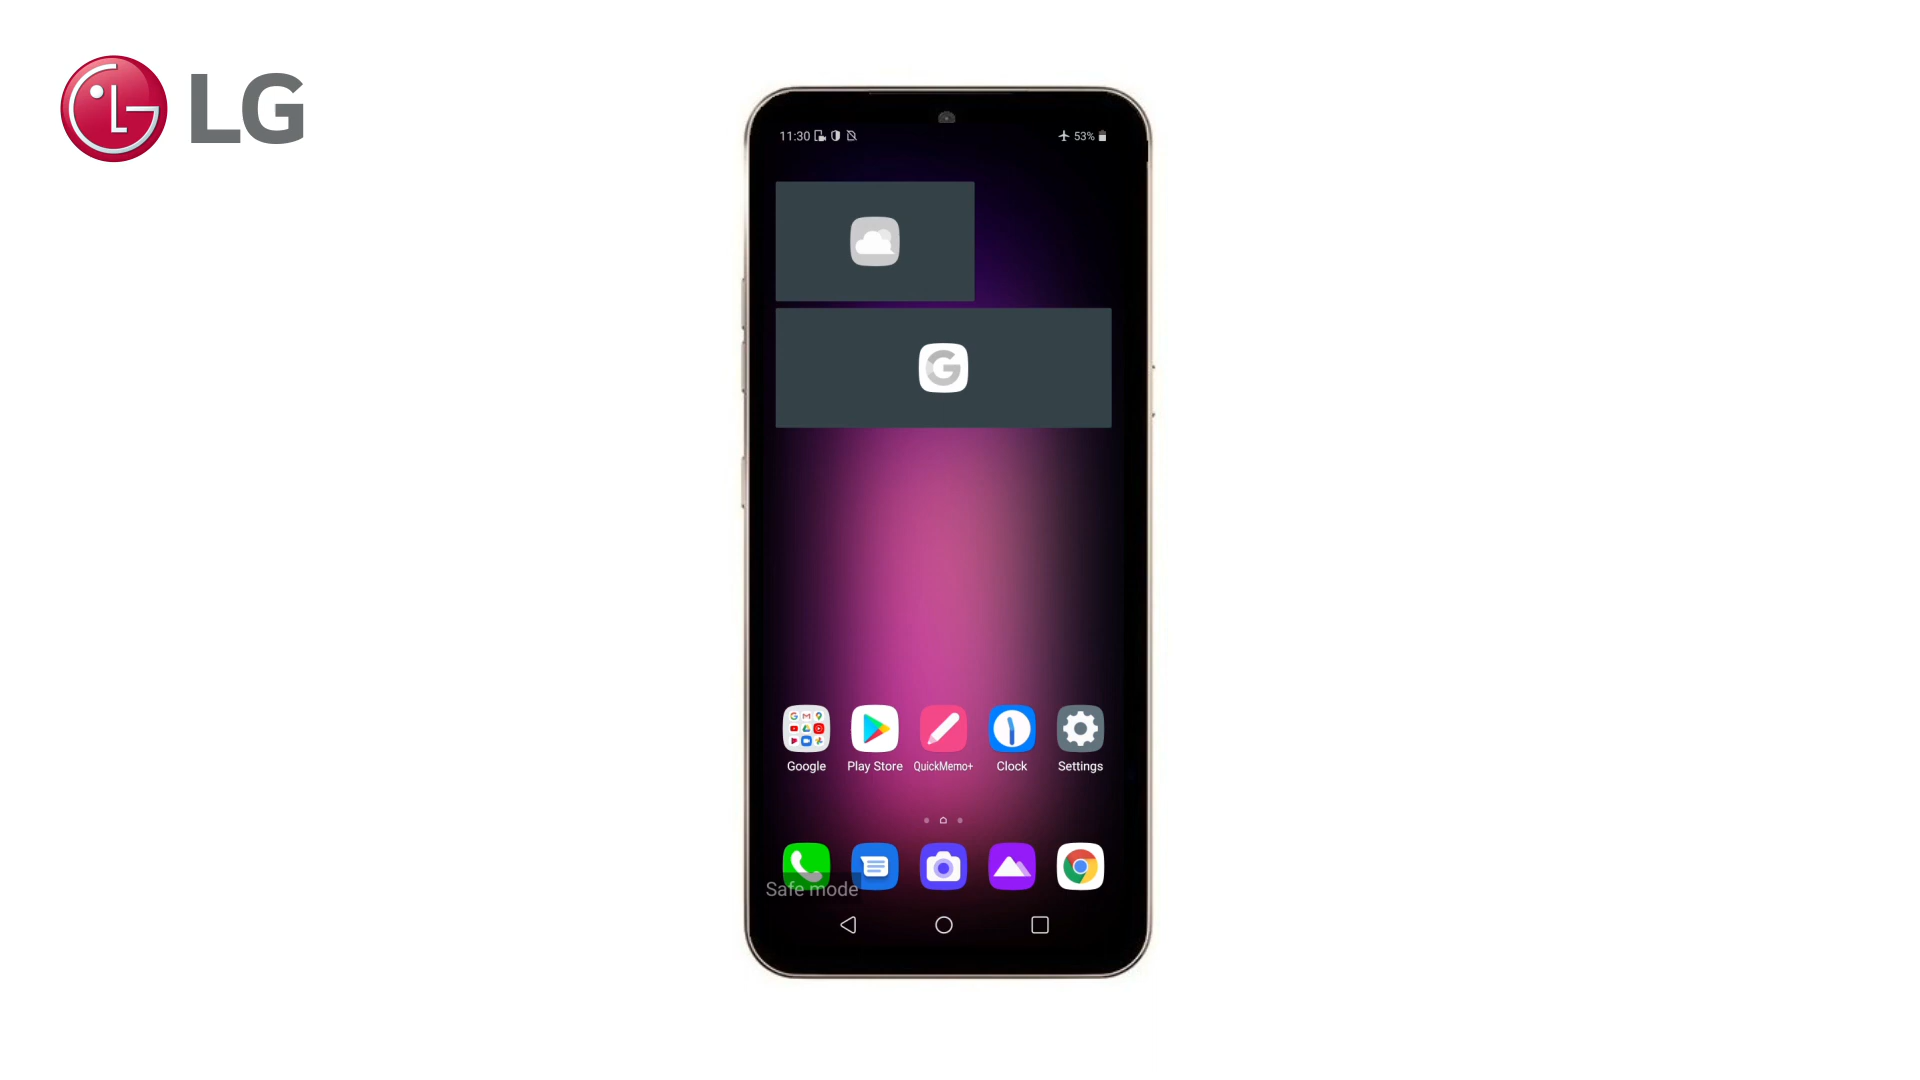 LG
11:30
53%
Google
Play Store
QuickMemo+
Clock
Settings
Safe mode